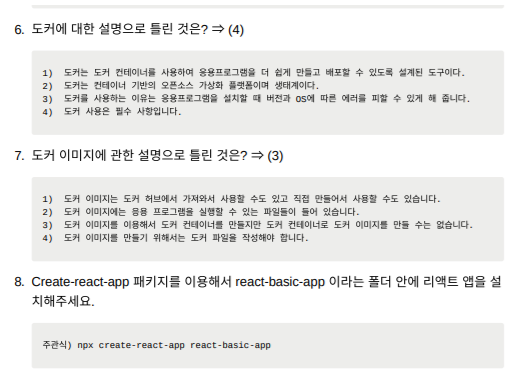 6. 도커에 대한 설명으로 틀린 것은? ⇒ (4)
1) 도커는 도커 컨테이너를 사용하여 응용프로그램을 더 쉽게 만들고 배포할 수 있도록 설계된 도구이다.
2) 도커는 컨테이너 기반의 오픈소스 가상화 플랫폼이며 생태계이다.
3) 도커를 사용하는 이유는 응용프로그램을 설치할 때 버전과 OS에 따른 에러를 피할 수 있게 해 줍니다.
4) 도커 사용은 필수 사항입니다.
7. 도커 이미지에 관한 설명으로 틀린 것은? ⇒ (3)
1) 도커 이미지는 도커 허브에서 가져와서 사용할 수도 있고 직접 만들어서 사용할 수도 있습니다.
2) 도커 이미지에는 응용 프로그램을 실행할 수 있는 파일들이 들어 있습니다.
3) 도커 이미지를 이용해서 도커 컨테이너를 만들지만 도커 컨테이너로 도커 이미지를 만들 수는 없습니다.
4) 도커 이미지를 만들기 위해서는 도커 파일을 작성해야 합니다.
8. Create-react-app 패키지를 이용해서 react-basic-app 이라는 폴더 안에 리액트 앱을 설
치해주세요.
주관식) npx create-react-app react-basic-app